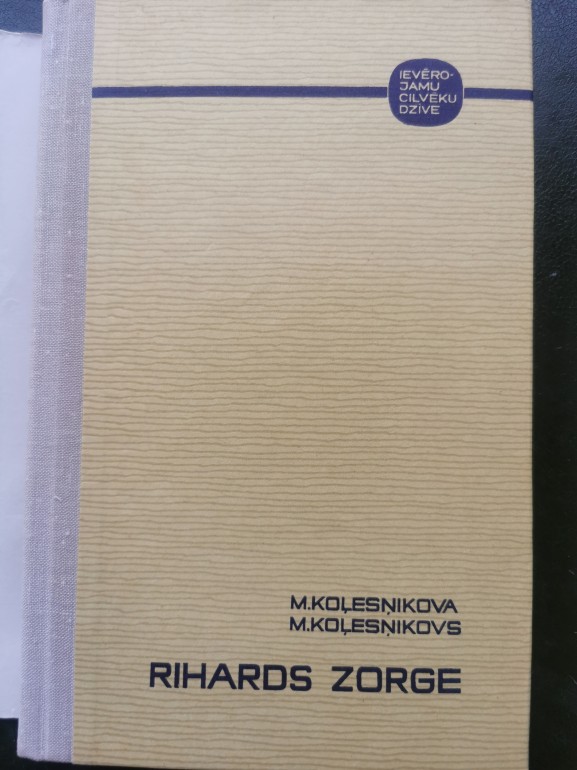 IEVĒRO-
JAMU
CILVĒKU
DZĪVE
M.KOĻESŅIKOVA
M.KOĻESŅIKOVS
RIHARDS ZORGE